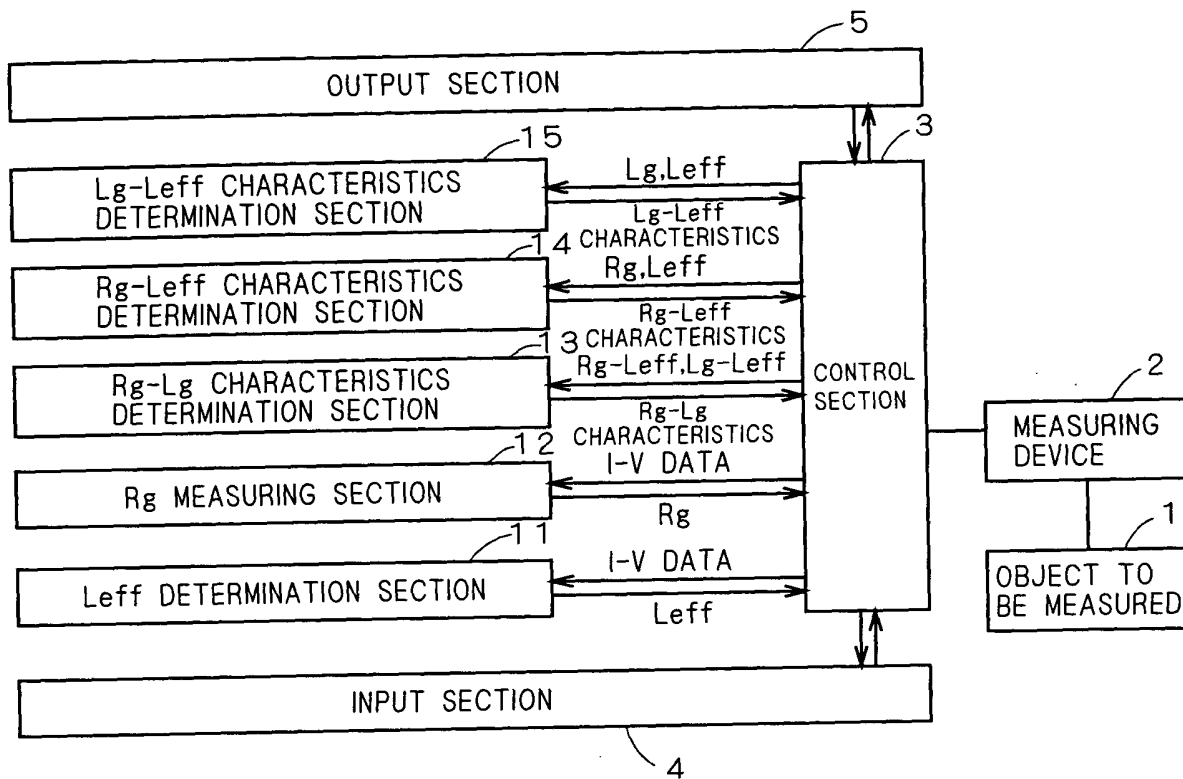 5
OUTPUT SECTION
3
15
Lg-Leff CHARACTERISTICS
DETERMINATION SECTION
Lg,Leff
Lg-Leff
CHARACTERISTICS
14
Rg-Leff CHARACTERISTICS
DETERMINATION SECTION
Rg,Leff
Rg-Leff
CHARACTERISTICS
13
Rg-Lg CHARACTERISTICS
DETERMINATION SECTION
Rg-Leff,Lg-Leff
Rg-Lg
CHARACTERISTICS
CONTROL
SECTION
2
MEASURING
DEVICE
12
Rg MEASURING SECTION
I-V DATA
Rg
1
OBJECT TO
BE MEASURED
11
Leff DETERMINATION SECTION
I-V DATA
Leff
INPUT SECTION
4